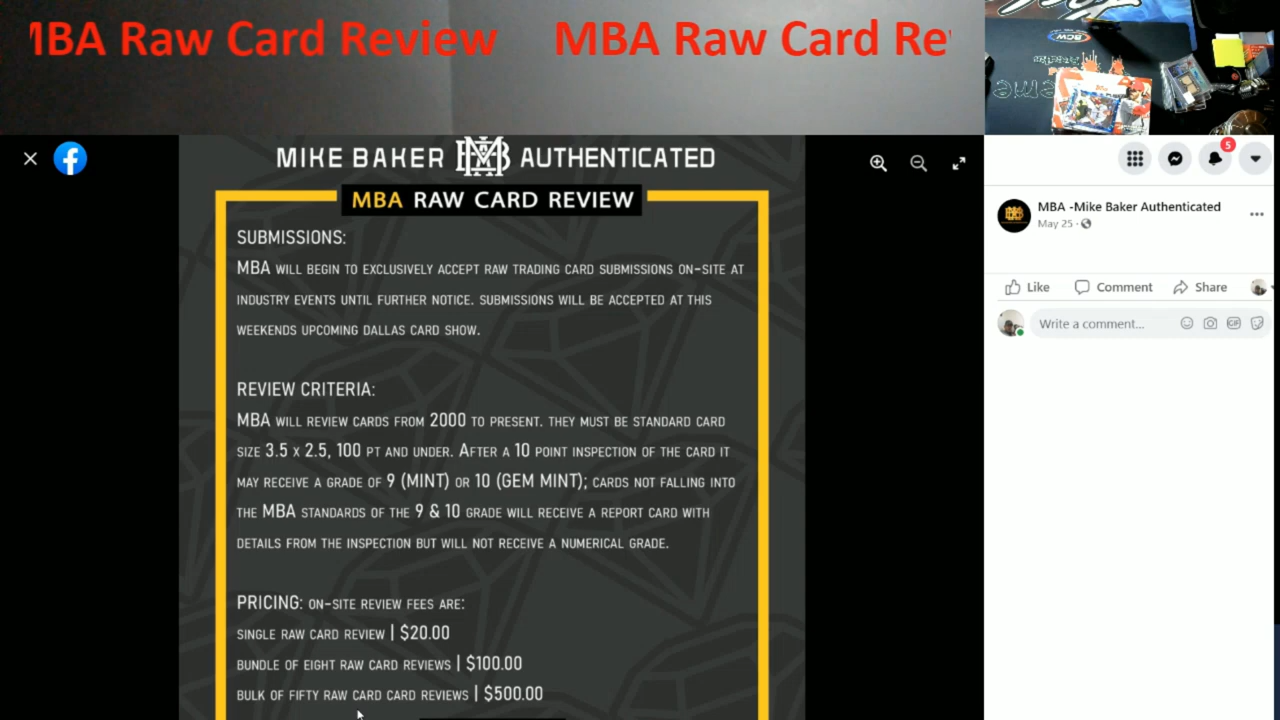 MBA Raw Card Review MBA Raw Card Re
MIKE BAKER MBA AUTHENTICATED
MBA RAW CARD REVIEW
SUBMISSIONS:
MBA WILL BEGIN TO EXCLUSIVELY ACCEPT RAW TRADING CARD SUBMISSIONS ON-SITE AT
INDUSTRY EVENTS UNTIL FURTHER NOTICE. SUBMISSIONS WILL BE ACCEPTED AT THIS
WEEKENDS UPCOMING DALLAS CARD SHOW.
REVIEW CRITERIA:
MBA WILL REVIEW CARDS FROM 2000 TO PRESENT. THEY MUST BE STANDARD CARD
SIZE 3.5 X 2.5, 100 PT AND UNDER. AFTER A 10 POINT INSPECTION OF THE CARD IT
MAY RECEIVE A GRADE OF 9 (MINT) OR 10 (GEM MINT); CARDS NOT FALLING INTO
THE MBA STANDARDS OF THE 9 & 10 GRADE WILL RECEIVE A REPORT CARD WITH
DETAILS FROM THE INSPECTION BUT WILL NOT RECEIVE A NUMERICAL GRADE.
PRICING: ON-SITE REVIEW FEES ARE:
SINGLE RAW CARD REVIEW | $20.00
BUNDLE OF EIGHT RAW CARD REVIEWS | $100.00
BULK OF FIFTY RAW CARD CARD REVIEWS | $500.00
BCW
5
MBA -Mike Baker Authenticated
May 25 ·
Like Comment Share
Write a comment...
GIF